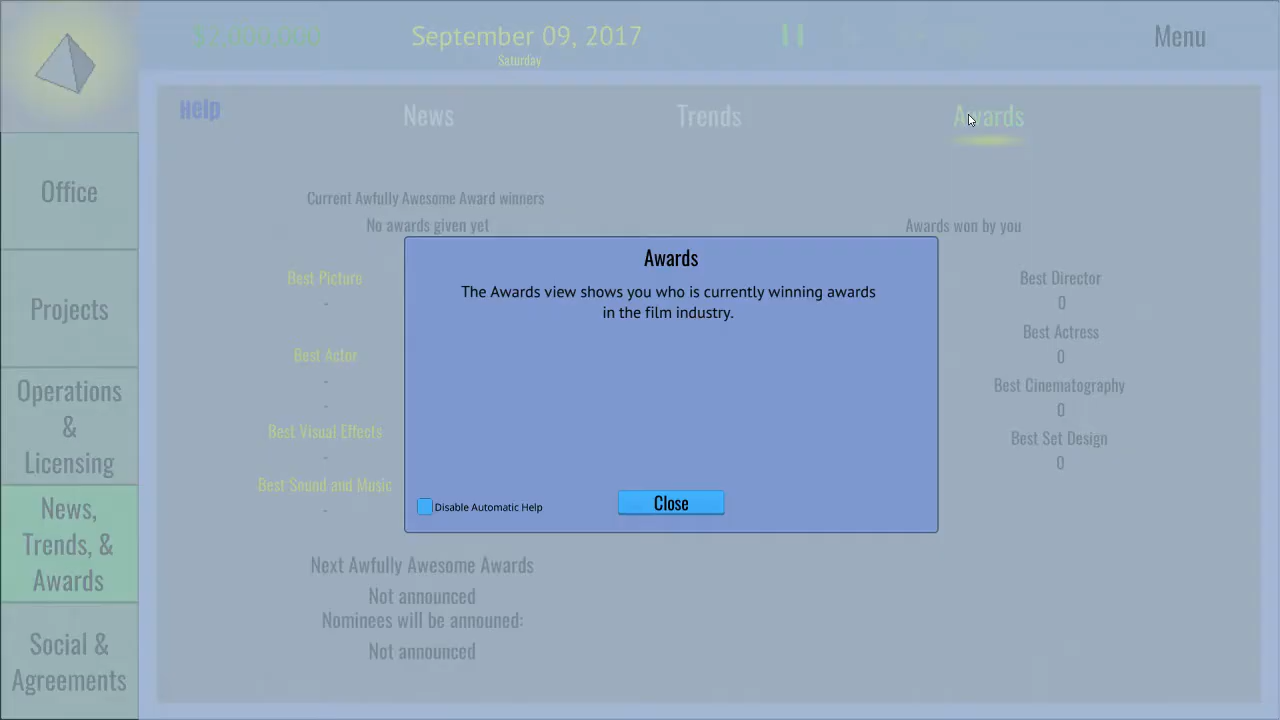 $2,000,000
September 09, 2017
Saturday
Menu
Help
News
Trends
Awards
Office
Projects
Operations
&
Licensing
News,
Trends, &
Awards
Social &
Agreements
Current Awfully Awesome Award winners
No awards given yet
Awards won by you
Best Picture
-
Best Actor
-
-
Best Visual Effects
-
Best Sound and Music
-
Best Director
0
Best Actress
0
Best Cinematography
0
Best Set Design
0
Awards
The Awards view shows you who is currently winning awards
in the film industry.
Disable Automatic Help
Close
Next Awfully Awesome Awards
Not announced
Nominees will be announed:
Not announced